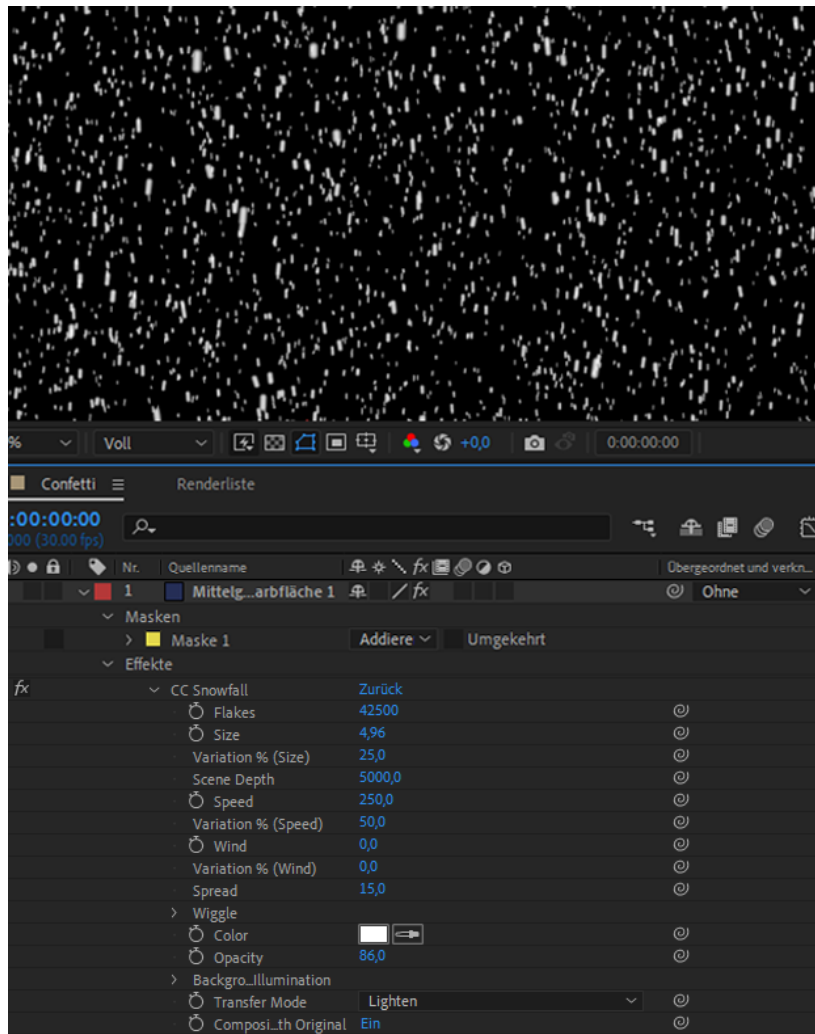 % Voll +0,0 0:00:00:00
Confetti Renderliste
:00:00:00
000 (30.00 fps)
Nr. Quellenname fx Übergeordnet und verkn...
1 Mittelg...arbfläche 1 fx Ohne
Masken
Maske 1 Addiere Umgekehrt
Effekte
fx CC Snowfall Zurück
Flakes 42500
Size 4,96
Variation % (Size) 25,0
Scene Depth 5000,0
Speed 250,0
Variation % (Speed) 50,0
Wind 0,0
Variation % (Wind) 0,0
Spread 15,0
Wiggle
Color
Opacity 86,0
Backgro...Illumination
Transfer Mode Lighten
Composi...th Original Ein